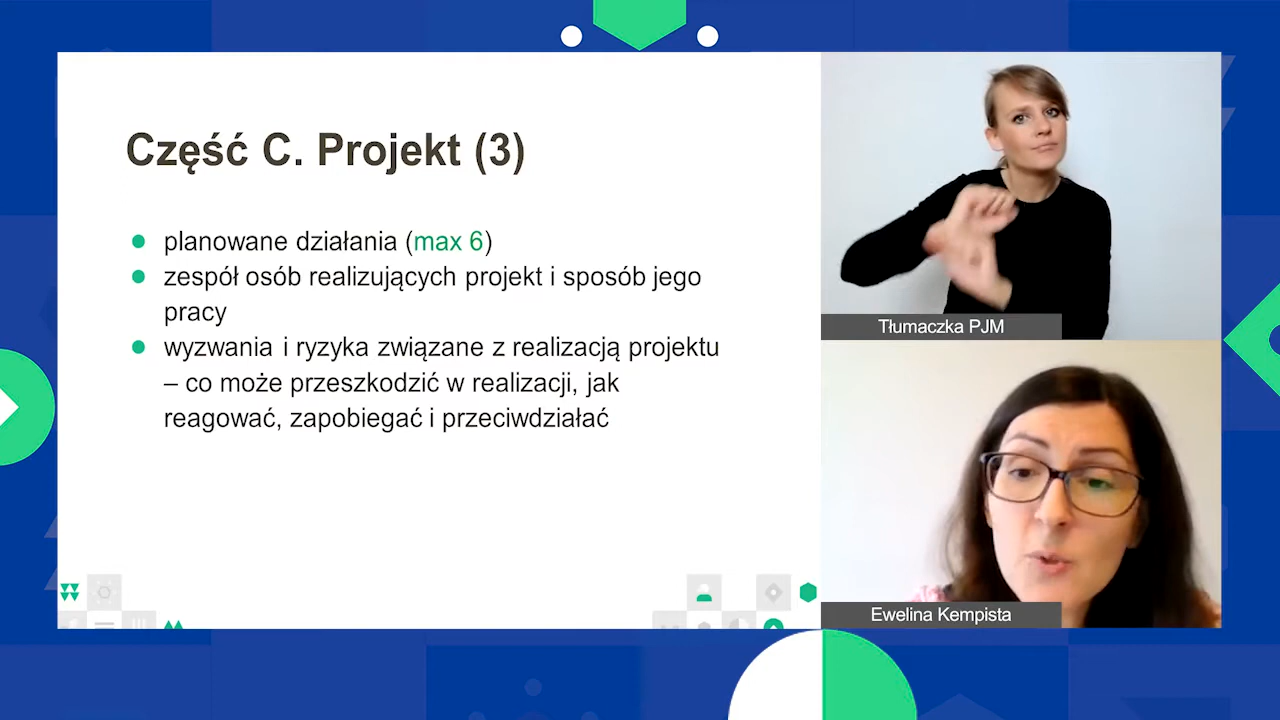 Część C. Projekt (3)
planowane działania (max 6)
zespół osób realizujących projekt i sposób jego
pracy
wyzwania i ryzyka związane z realizacją projektu
– co może przeszkodzić w realizacji, jak
reagować, zapobiegać i przeciwdziałać
Tłumaczka PJM
Ewelina Kempista